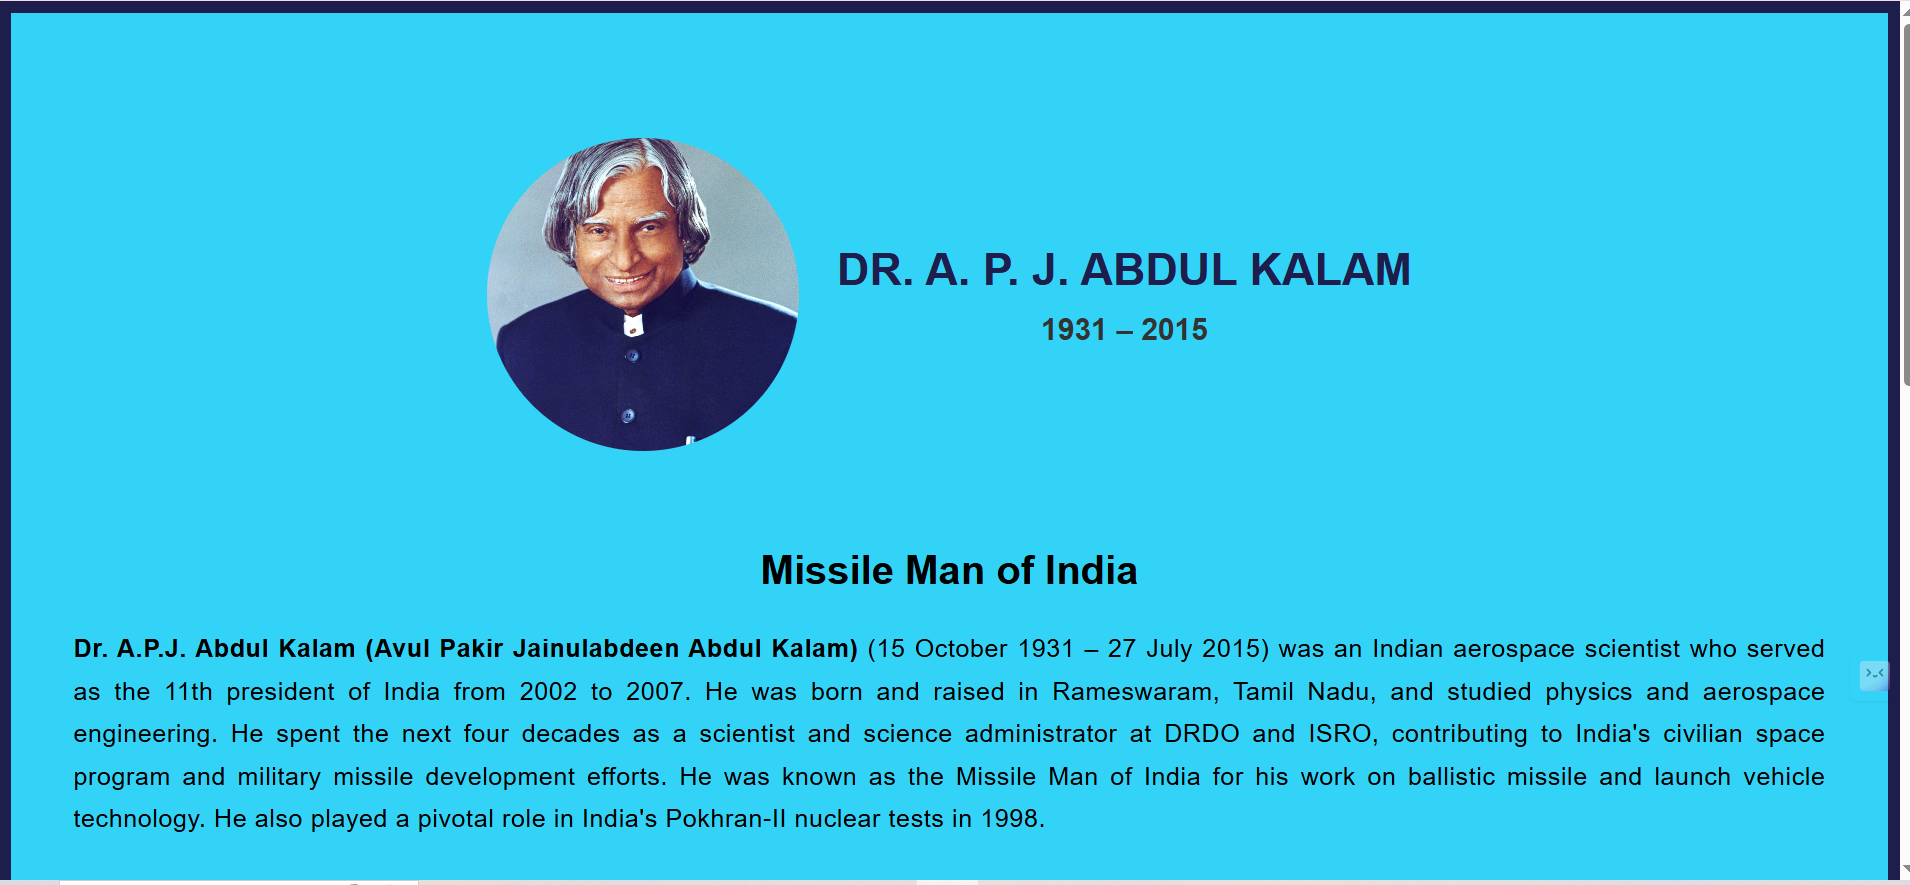 DR. A. P. J. ABDUL KALAM
1931 – 2015
Missile Man of India
Dr. A.P.J. Abdul Kalam (Avul Pakir Jainulabdeen Abdul Kalam) (15 October 1931 – 27 July 2015) was an Indian aerospace scientist who served
as the 11th president of India from 2002 to 2007. He was born and raised in Rameswaram, Tamil Nadu, and studied physics and aerospace
engineering. He spent the next four decades as a scientist and science administrator at DRDO and ISRO, contributing to India's civilian space
program and military missile development efforts. He was known as the Missile Man of India for his work on ballistic missile and launch vehicle
technology. He also played a pivotal role in India's Pokhran-II nuclear tests in 1998.